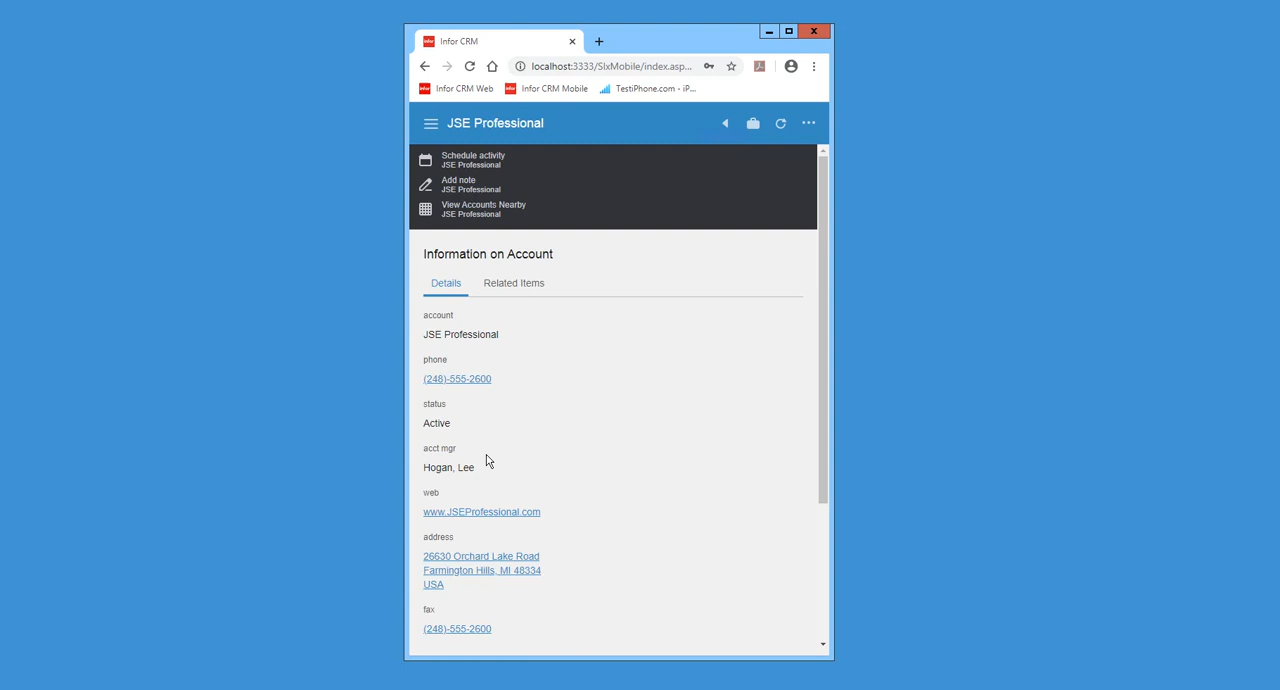 Infor CRM
localhost:3333/SlxMobile/index.asp...
Infor CRM Web
Infor CRM Mobile
TestiPhone.com - iP...
JSE Professional
Schedule activity
JSE Professional
Add note
JSE Professional
View Accounts Nearby
JSE Professional
Information on Account
Details
Related Items
account
JSE Professional
phone
(248)-555-2600
status
Active
acct mgr
Hogan, Lee
web
www.JSEProfessional.com
address
26630 Orchard Lake Road
Farmington Hills, MI 48334
USA
fax
(248)-555-2600